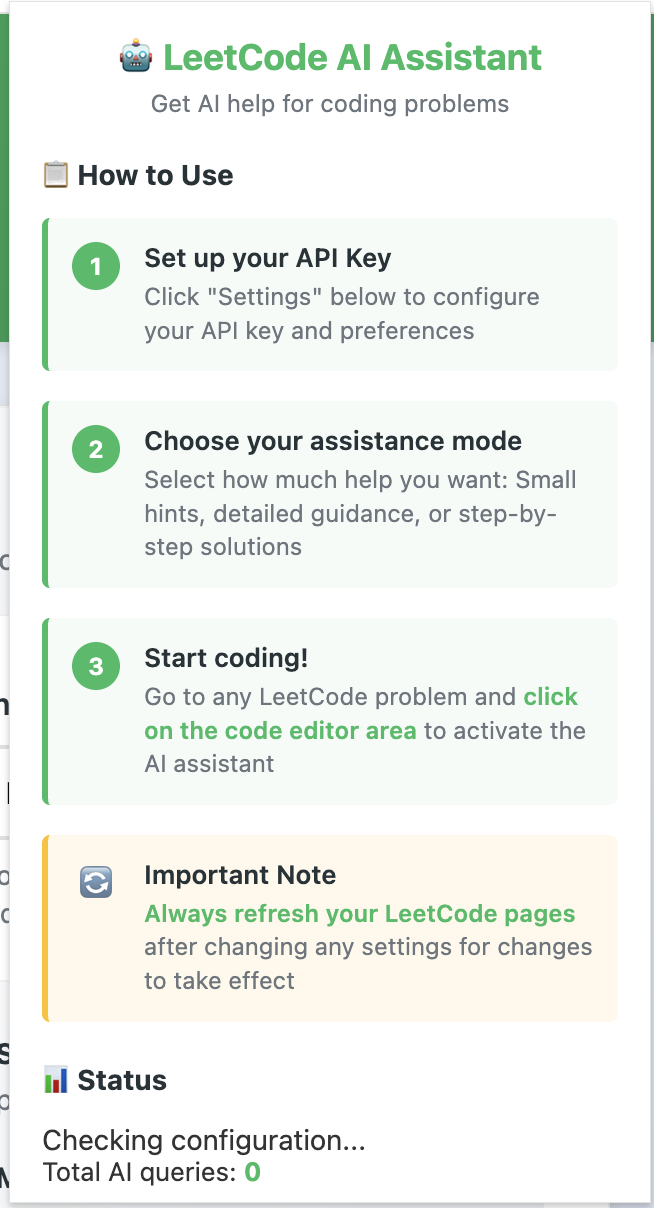 LeetCode AI Assistant
Get AI help for coding problems
How to Use
1
Set up your API Key
Click "Settings" below to configure
your API key and preferences
2
Choose your assistance mode
Select how much help you want: Small
hints, detailed guidance, or step-by-
step solutions
3
Start coding!
Go to any LeetCode problem and click
on the code editor area to activate the
AI assistant
Important Note
Always refresh your LeetCode pages
after changing any settings for changes
to take effect
Status
Checking configuration...
Total AI queries: 0